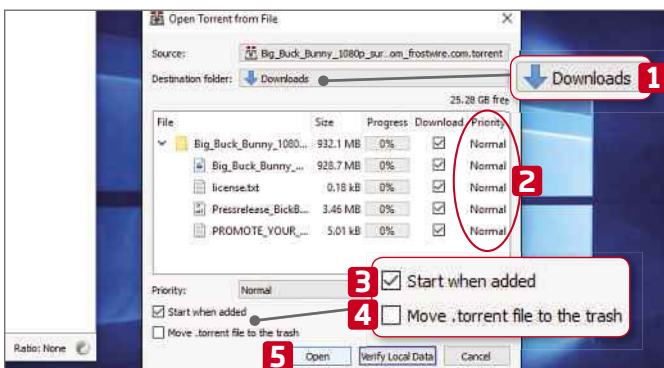 Open Torrent from File
Source: Big_Buck_Bunny_1080p_sur..om_frostwire.com.torrent
Destination folder: Downloads
Downloads 1
25.28 GB free
File Size Progress Download Priority
Big_Buck_Bunny_1080... 932.1 MB 0% Normal
Big_Buck_Bunny_... 928.7 MB 0% Normal
2
license.txt 0.18 kB 0% Normal
Pressrelease_BickB... 3.46 MB 0% Normal
PROMOTE_YOUR_... 5.01 kB 0% Normal
Priority: Normal
3 Start when added
Start when added
4 Move .torrent file to the trash
Move .torrent file to the trash
Ratio: None
5 Open Verify Local Data Cancel